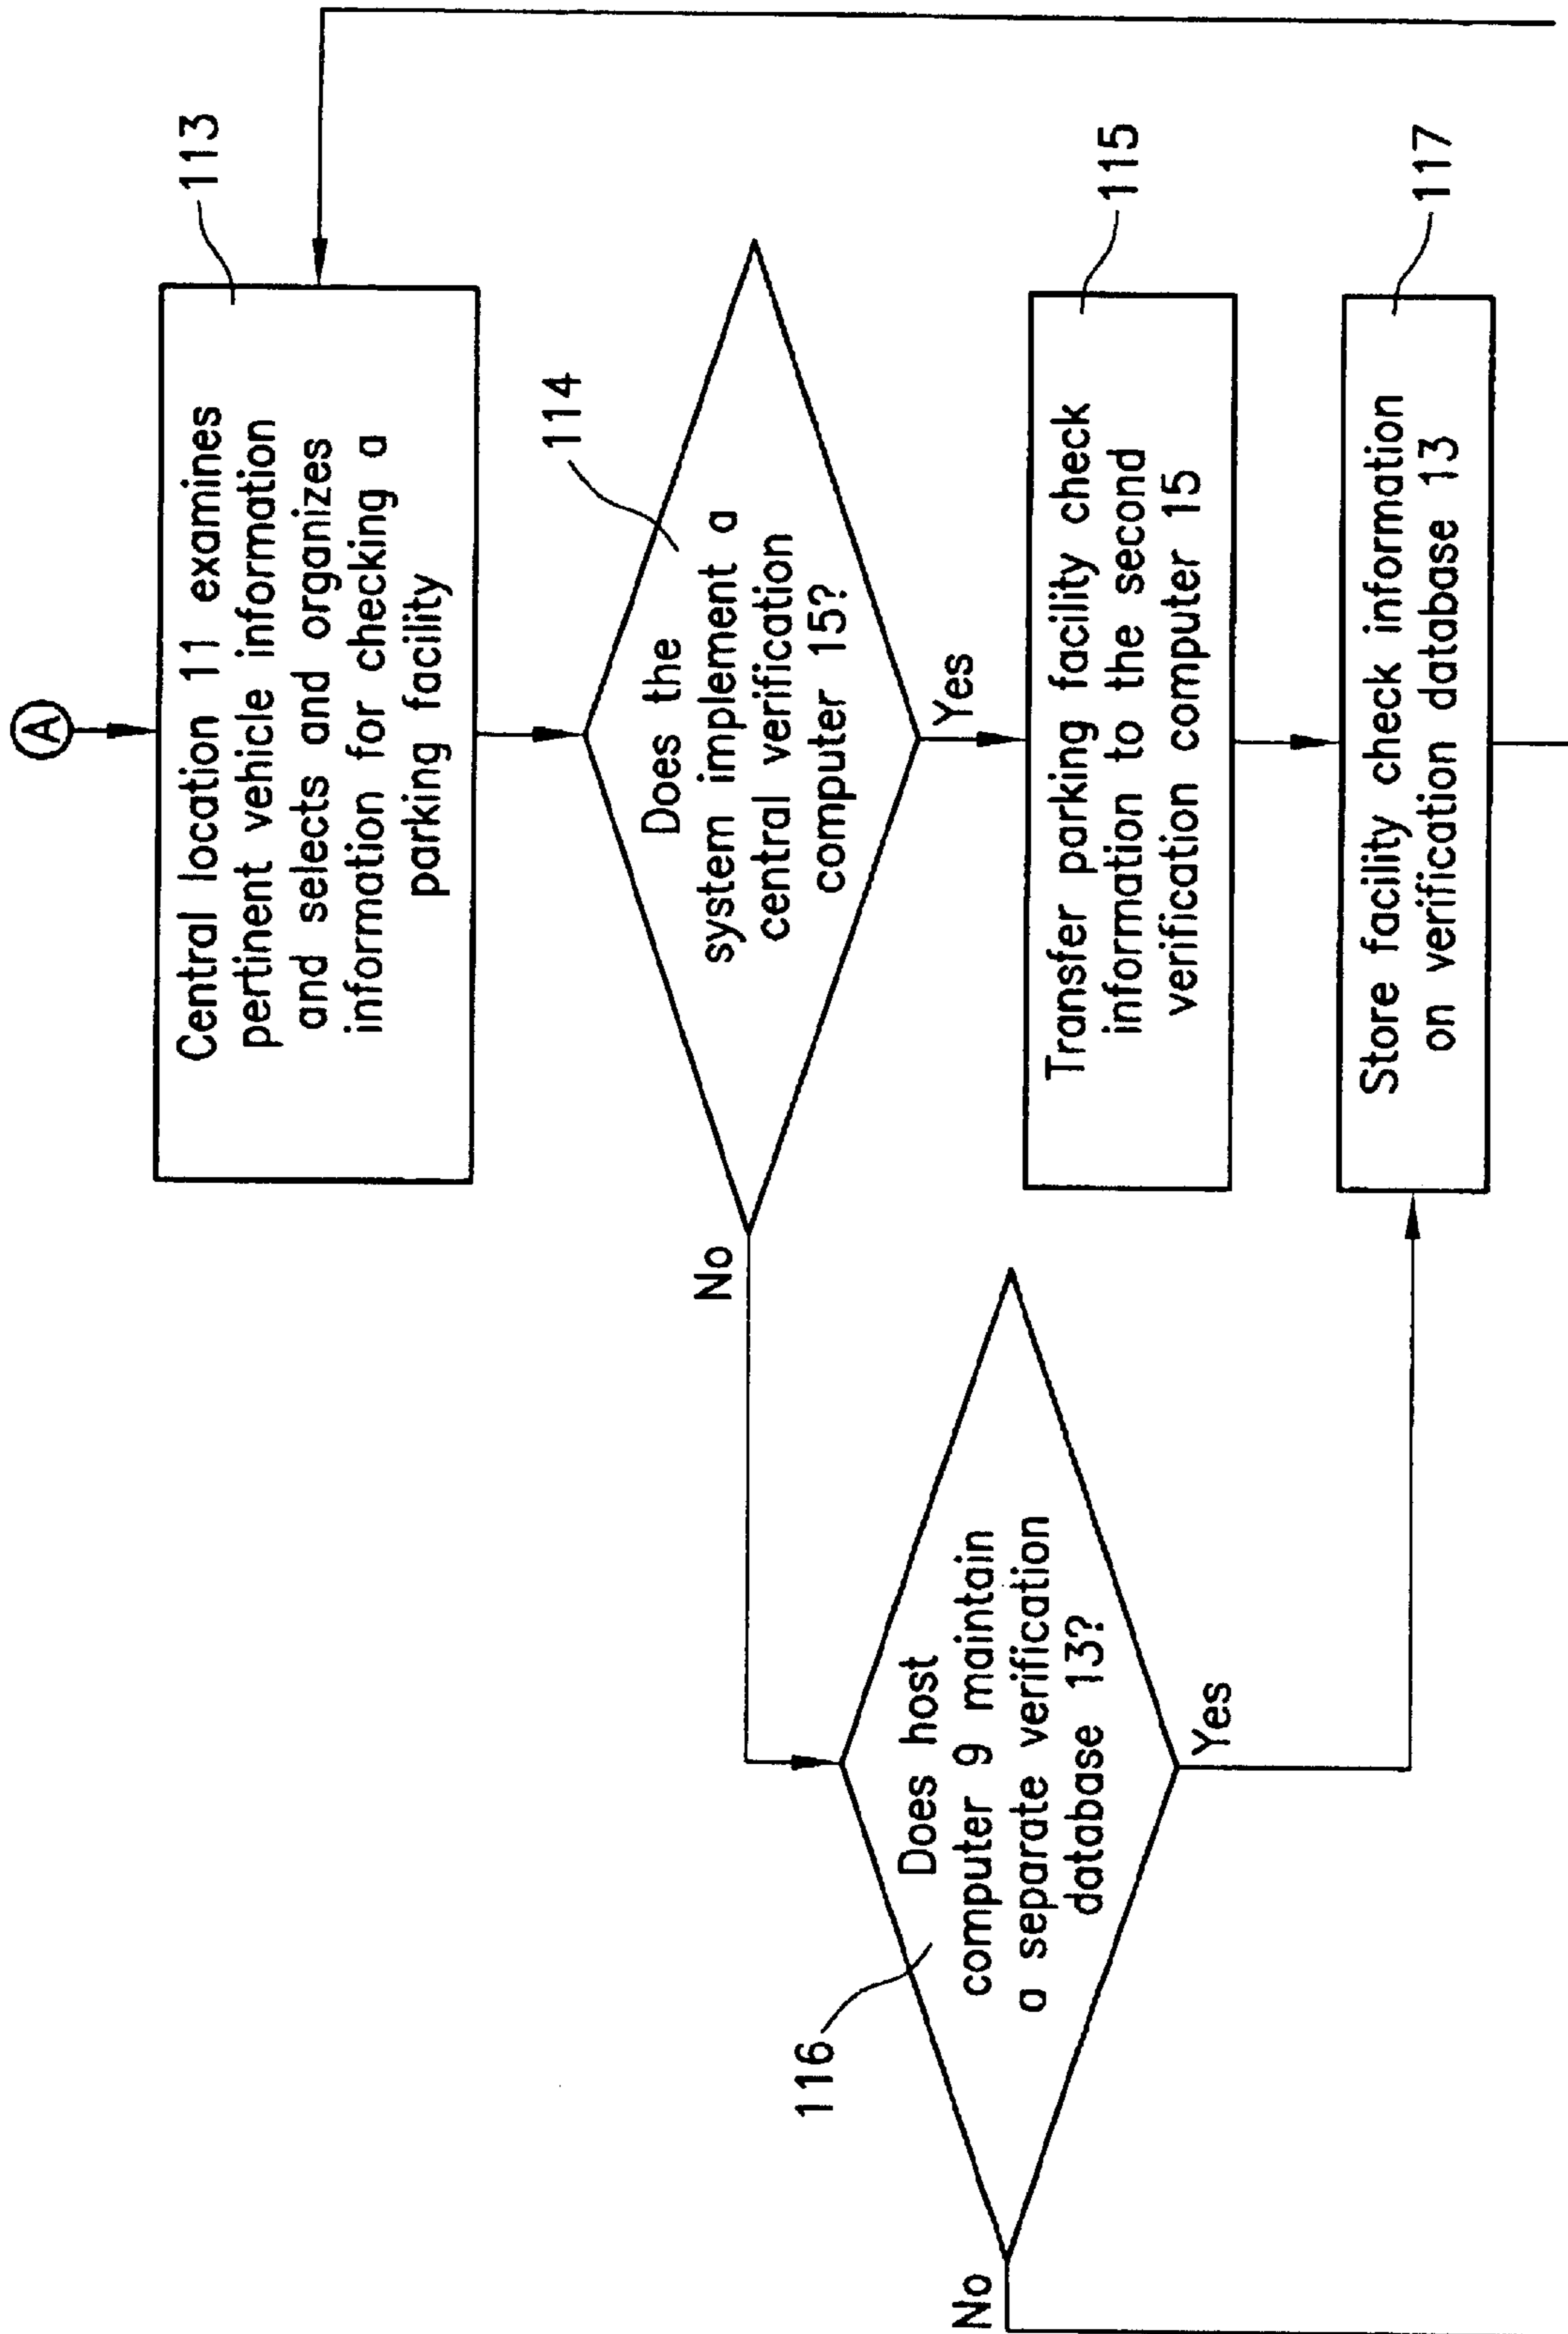 A
113
Central location 11 examines
pertinent vehicle information
and selects and organizes
information for checking a
parking facility
114
Does the
system implement a
central verification
computer 15?
No
Yes
115
Transfer parking facility check
information to the second
verification computer 15
116
Does host
computer 9 maintain
a separate verification
database 13?
No
Yes
117
Store facility check information
on verification database 13